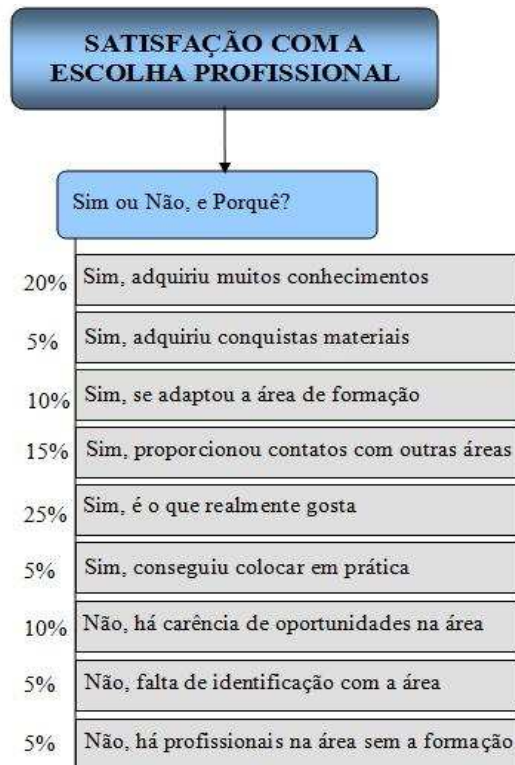 SATISFAÇÃO COM A
ESCOLHA PROFISSIONAL
Sim ou Não, e Porquê?
20% Sim, adquiriu muitos conhecimentos
5% Sim, adquiriu conquistas materiais
10% Sim, se adaptou a área de formação
15% Sim, proporcionou contatos com outras áreas
25% Sim, é o que realmente gosta
5% Sim, conseguiu colocar em prática
10% Não, há carência de oportunidades na área
5% Não, falta de identificação com a área
5% Não, há profissionais na área sem a formação